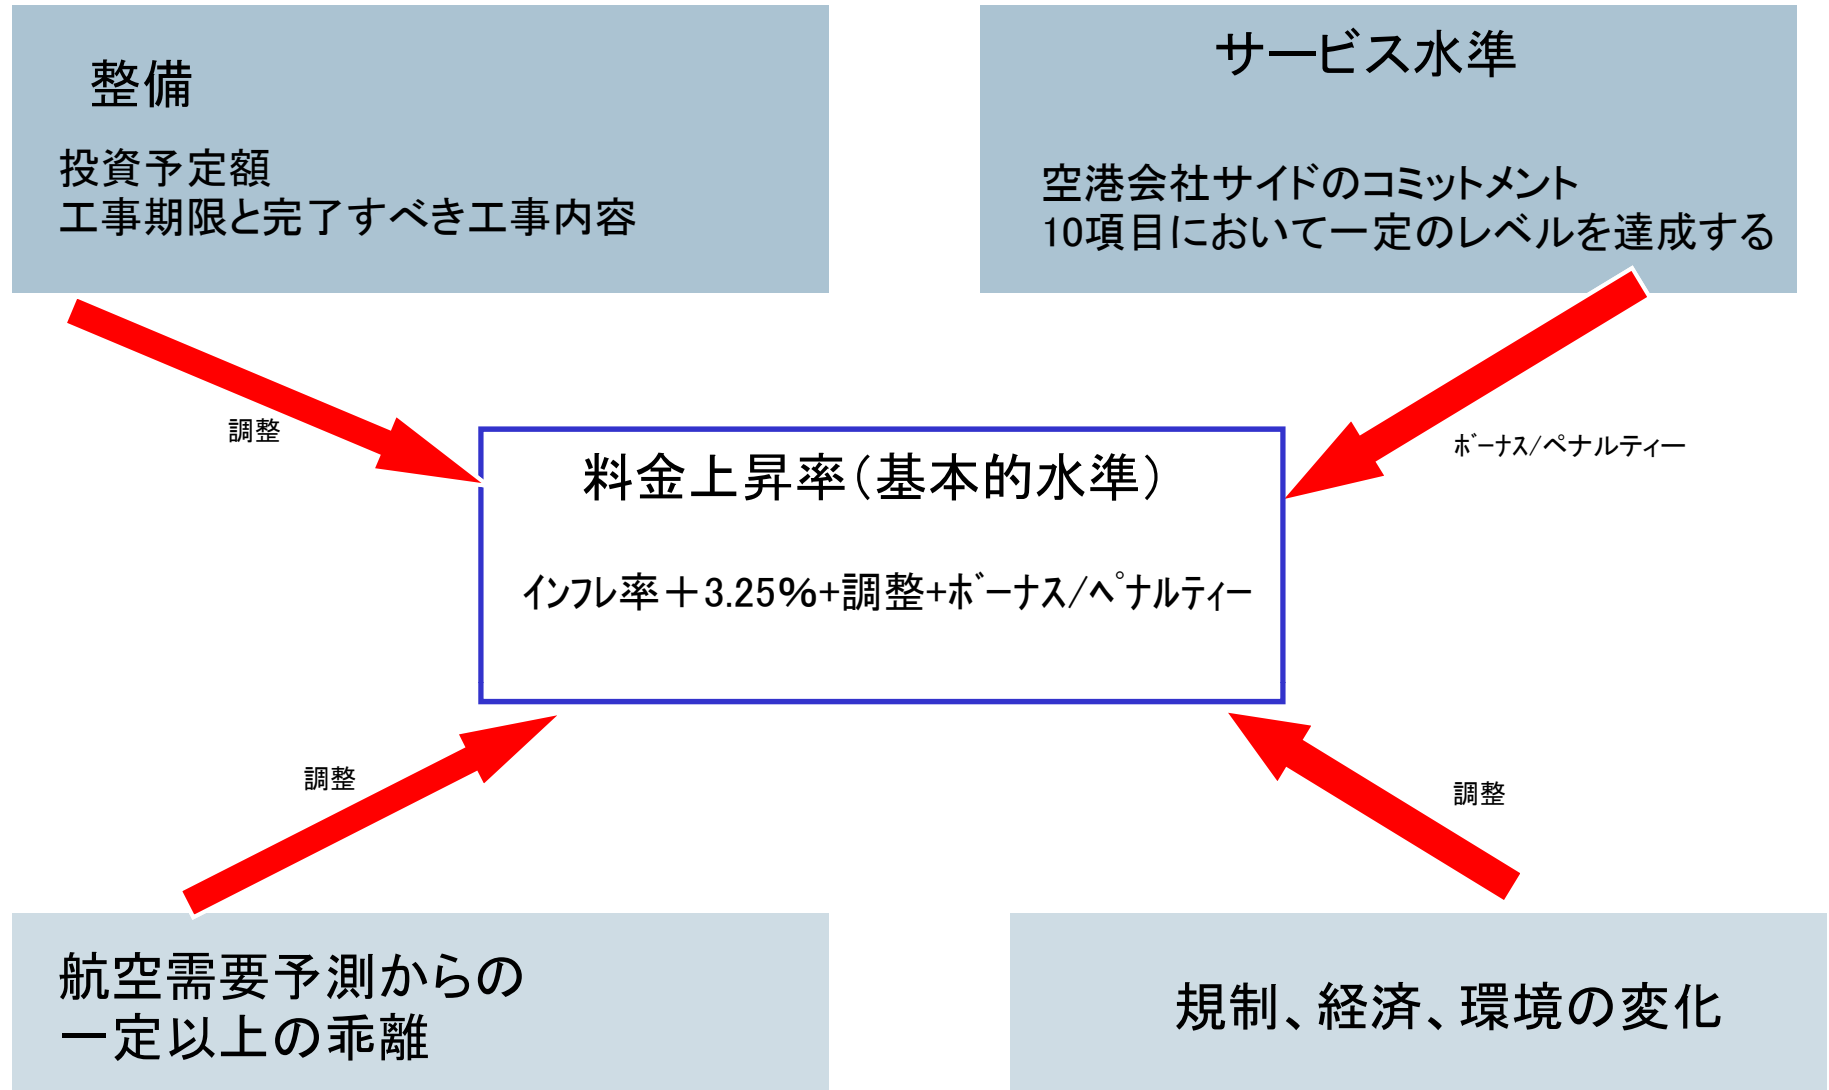 整備
投資予定額
工事期限と完了すべき工事内容
サービス水準
空港会社サイドのコミットメント
10項目において一定のレベルを達成する
調整
ﾎﾞｰﾅｽ/ペナルティー
料金上昇率（基本的水準）
ｲﾝﾌﾚ率＋3.25％+調整+ﾎﾞｰﾅｽ/ﾍﾟﾅﾙﾃｨｰ
調整
調整
航空需要予測からの
一定以上の乖離
規制、経済、環境の変化